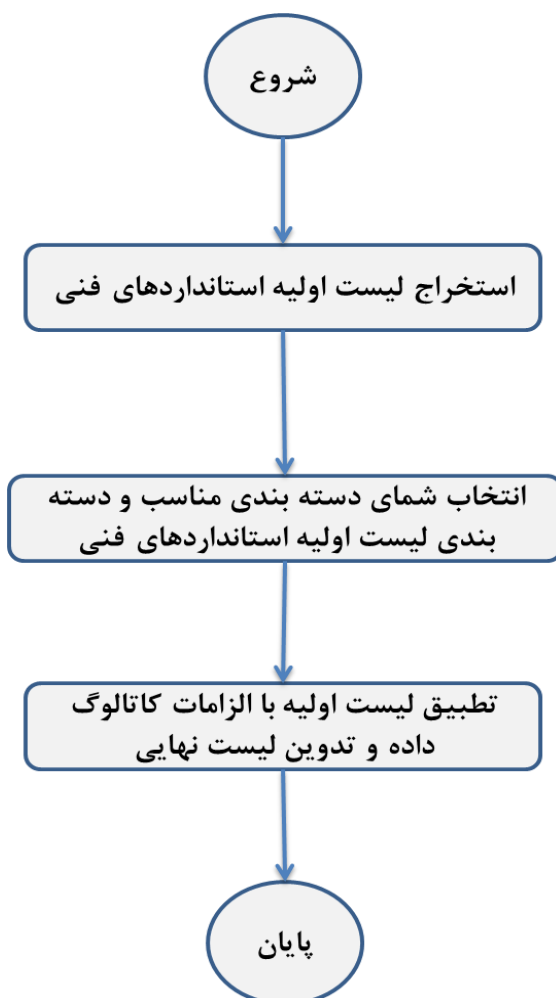 شروع
استخراج لیست اولیه استانداردهای فنی
انتخاب شمای دسته بندی مناسب و دسته
بندی لیست اولیه استانداردهای فنی
تطبیق لیست اولیه با الزامات کاتالوگ
داده و تدوین لیست نهایی
پایان